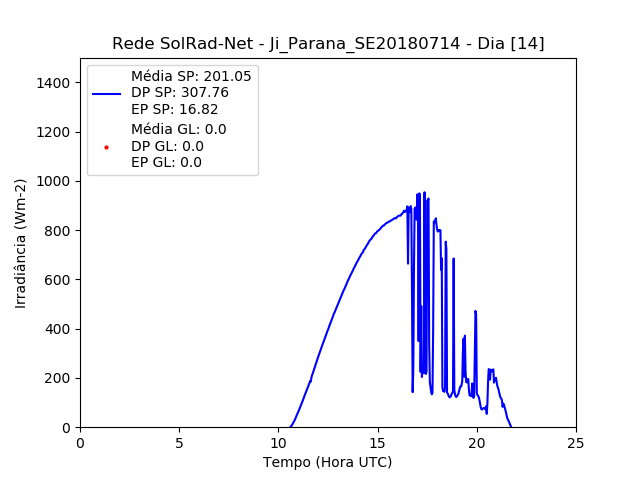 Rede SolRad-Net - Ji_Parana_SE20180714 - Dia [14]
Média SP: 201.05
DP SP: 307.76
EP SP: 16.82
Média GL: 0.0
DP GL: 0.0
EP GL: 0.0
Irradiância (Wm-2)
1400
1200
1000
800
600
400
200
0
0 5 10 15 20 25
Tempo (Hora UTC)